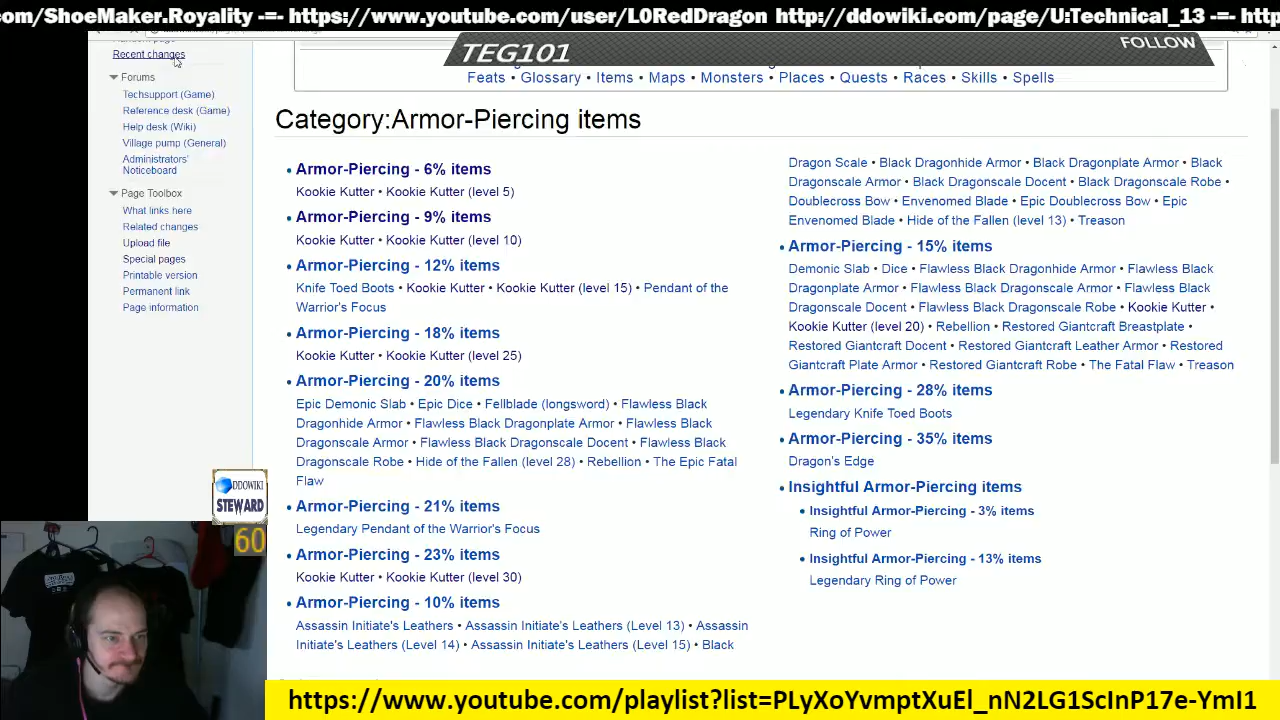 com/ShoeMaker.Royality -=- https://www.youtube.com/user/L0RedDragon http://ddowiki.com/page/U:Technical_13 -=- http
TEG101
FOLLOW
Recent changes
Forums
Techsupport (Game)
Reference desk (Game)
Help desk (Wiki)
Village pump (General)
Administrators'
Noticeboard
Page Toolbox
What links here
Related changes
Upload file
Special pages
Printable version
Permanent link
Page information
Feats • Glossary • Items • Maps • Monsters • Places • Quests • Races • Skills • Spells
Category:Armor-Piercing items
• Armor-Piercing - 6% items
Kookie Kutter • Kookie Kutter (level 5)
• Armor-Piercing - 9% items
Kookie Kutter • Kookie Kutter (level 10)
• Armor-Piercing - 12% items
Knife Toed Boots • Kookie Kutter • Kookie Kutter (level 15) • Pendant of the
Warrior's Focus
• Armor-Piercing - 18% items
Kookie Kutter • Kookie Kutter (level 25)
• Armor-Piercing - 20% items
Epic Demonic Slab • Epic Dice • Fellblade (longsword) • Flawless Black
Dragonhide Armor • Flawless Black Dragonplate Armor • Flawless Black
Dragonscale Armor • Flawless Black Dragonscale Docent • Flawless Black
Dragonscale Robe • Hide of the Fallen (level 28) • Rebellion • The Epic Fatal
Flaw
• Armor-Piercing - 21% items
Legendary Pendant of the Warrior's Focus
• Armor-Piercing - 23% items
Kookie Kutter • Kookie Kutter (level 30)
• Armor-Piercing - 10% items
Assassin Initiate's Leathers • Assassin Initiate's Leathers (Level 13) • Assassin
Initiate's Leathers (Level 14) • Assassin Initiate's Leathers (Level 15) • Black
Dragon Scale • Black Dragonhide Armor • Black Dragonplate Armor • Black
Dragonscale Armor • Black Dragonscale Docent • Black Dragonscale Robe •
Doublecross Bow • Envenomed Blade • Epic Doublecross Bow • Epic
Envenomed Blade • Hide of the Fallen (level 13) • Treason
• Armor-Piercing - 15% items
Demonic Slab • Dice • Flawless Black Dragonhide Armor • Flawless Black
Dragonplate Armor • Flawless Black Dragonscale Armor • Flawless Black
Dragonscale Docent • Flawless Black Dragonscale Robe • Kookie Kutter •
Kookie Kutter (level 20) • Rebellion • Restored Giantcraft Breastplate •
Restored Giantcraft Docent • Restored Giantcraft Leather Armor • Restored
Giantcraft Plate Armor • Restored Giantcraft Robe • The Fatal Flaw • Treason
• Armor-Piercing - 28% items
Legendary Knife Toed Boots
• Armor-Piercing - 35% items
Dragon's Edge
• Insightful Armor-Piercing items
• Insightful Armor-Piercing - 3% items
Ring of Power
• Insightful Armor-Piercing - 13% items
Legendary Ring of Power
DDOWIKI
STEWARD
60
https://www.youtube.com/playlist?list=PLyXoYvmptXuEl_nN2LG1ScInP17e-YmI1